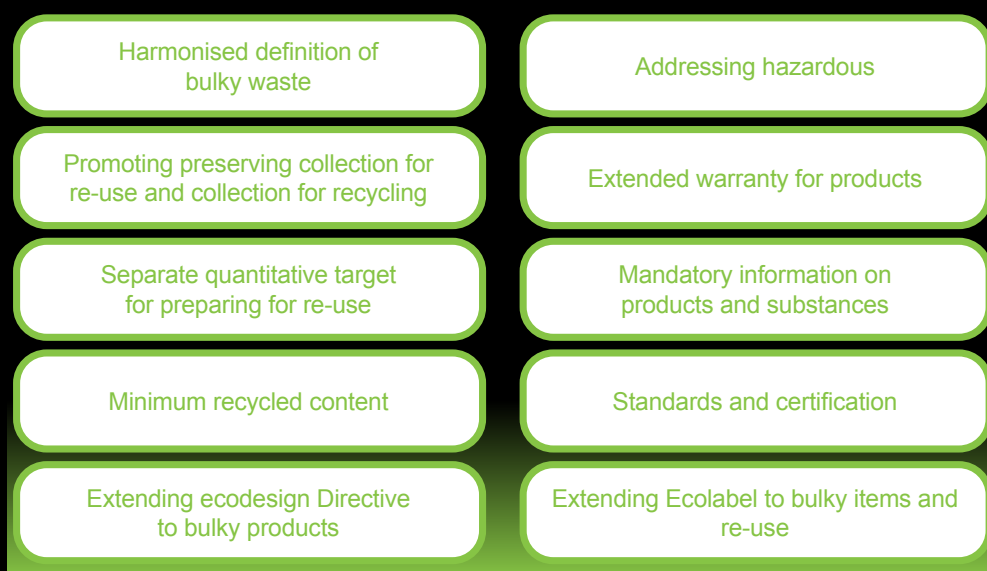 Harmonised definition of
bulky waste
Addressing hazardous
Promoting preserving collection for
re-use and collection for recycling
Extended warranty for products
Separate quantitative target
for preparing for re-use
Mandatory information on
products and substances
Minimum recycled content
Standards and certification
Extending ecodesign Directive
to bulky products
Extending Ecolabel to bulky items and
re-use